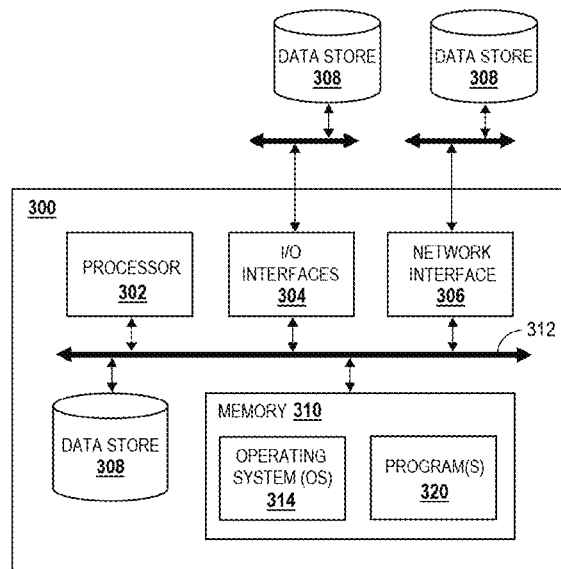 DATA STORE
308
DATA STORE
308
300
PROCESSOR
302
I/O
INTERFACES
304
NETWORK
INTERFACE
306
312
DATA STORE
308
MEMORY 310
OPERATING
SYSTEM (OS)
314
PROGRAM(S)
320